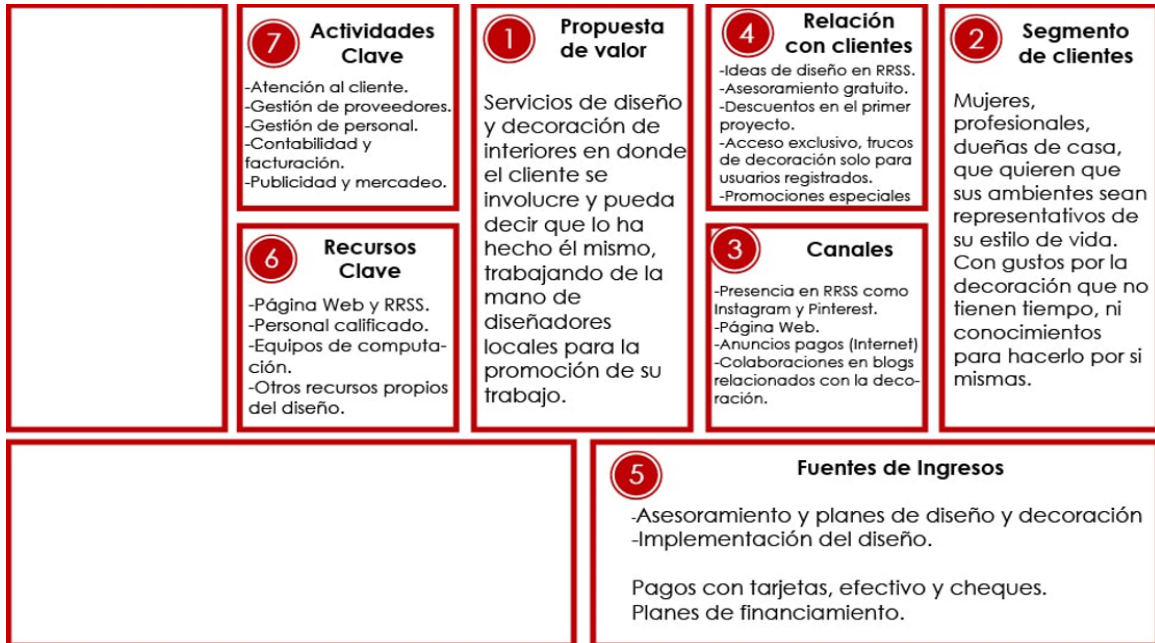 7
Actividades
Clave
-Atención al cliente.
-Gestión de proveedores.
-Gestión de personal.
-Contabilidad y
facturación.
-Publicidad y mercadeo.
6
Recursos
Clave
-Página Web y RRSS.
-Personal calificado.
-Equipos de computa-
ción.
-Otros recursos propios
del diseño.
1
Propuesta
de valor
Servicios de diseño
y decoración de
interiores en donde
el cliente se
involucre y pueda
decir que lo ha
hecho él mismo,
trabajando de la
mano de
diseñadores
locales para la
promoción de su
trabajo.
4
Relación
con clientes
-Ideas de diseño en RRSS.
-Asesoramiento gratuito.
-Descuentos en el primer
proyecto.
-Acceso exclusivo, trucos
de decoración solo para
usuarios registrados.
-Promociones especiales
3
Canales
-Presencia en RRSS como
Instagram y Pinterest.
-Página Web.
-Anuncios pagos (Internet)
-Colaboraciones en blogs
relacionados con la deco-
ración.
2
Segmento
de clientes
Mujeres,
profesionales,
dueñas de casa,
que quieren que
sus ambientes sean
representativos de
su estilo de vida.
Con gustos por la
decoración que no
tienen tiempo, ni
conocimientos
para hacerlo por si
mismas.
5
Fuentes de Ingresos
-Asesoramiento y planes de diseño y decoración
-Implementación del diseño.
Pagos con tarjetas, efectivo y cheques.
Planes de financiamiento.